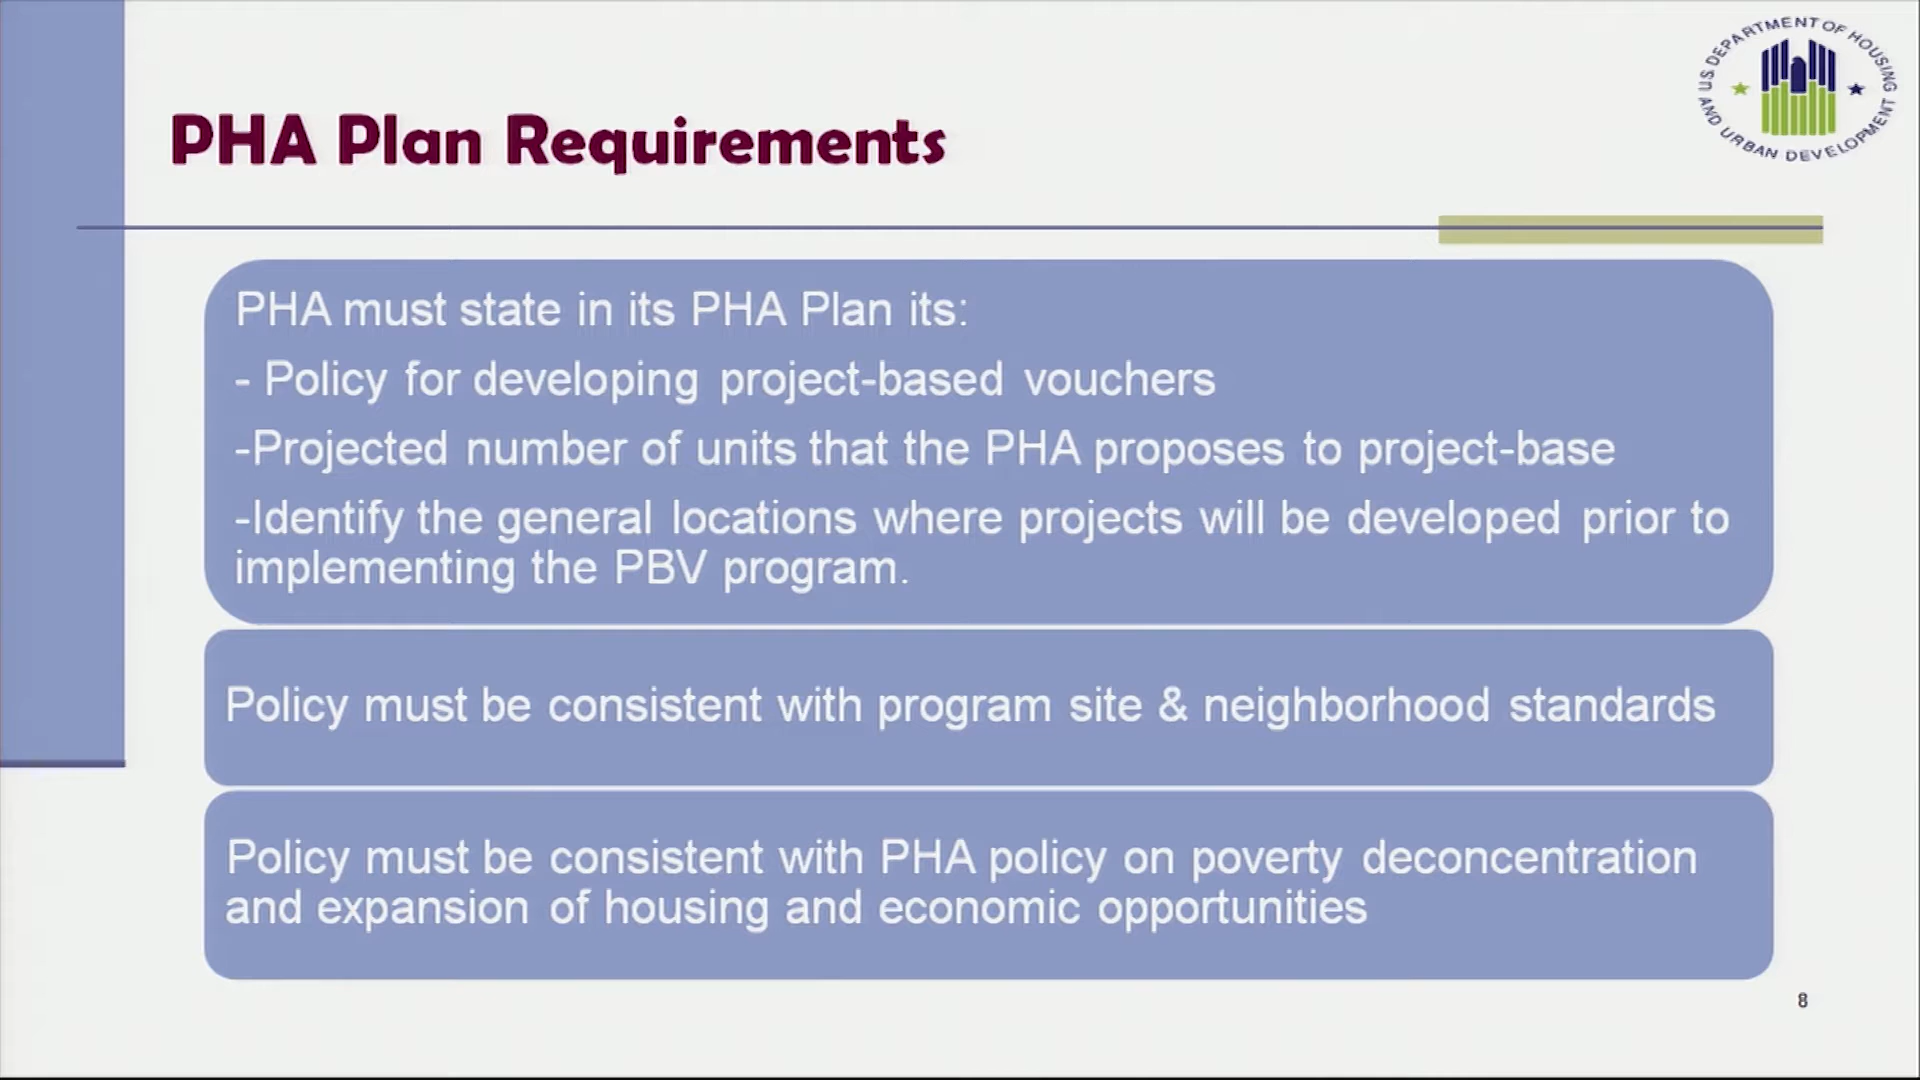 US DEPARTMENT OF HOUSING
AND URBAN DEVELOPMENT
PHA Plan Requirements
PHA must state in its PHA Plan its:
- Policy for developing project-based vouchers
-Projected number of units that the PHA proposes to project-base
-Identify the general locations where projects will be developed prior to
implementing the PBV program.
Policy must be consistent with program site & neighborhood standards
Policy must be consistent with PHA policy on poverty deconcentration
and expansion of housing and economic opportunities
8